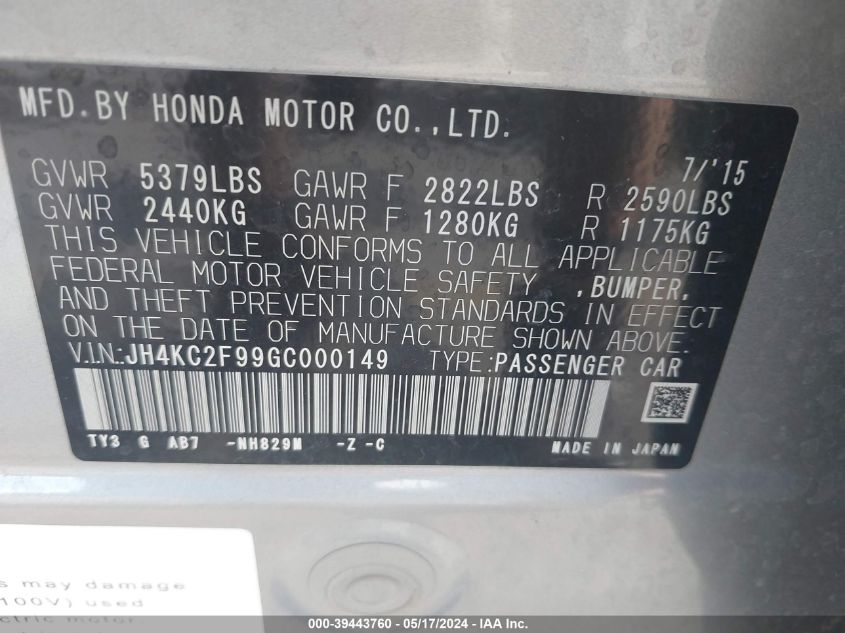 MFD.BY HONDA MOTOR CO.,LTD.
7/'15
GVWR 5379LBS GAWR F 2822LBS R 2590LBS
GVWR 2440KG GAWR F 1280KG R 1175KG
THIS VEHICLE CONFORMS TO ALL APPLICABLE
FEDERAL MOTOR VEHICLE SAFETY ,BUMPER,
AND THEFT PREVENTION STANDARDS IN EFFECT
ON THE DATE OF MANUFACTURE SHOWN ABOVE.
V.I.N.:JH4KC2F99GC000149 TYPE:PASSENGER CAR
TY3 G AB7 -NH829M -Z -C MADE IN JAPAN
may damage
100V) used
motor
000-39443760 - 05/17/2024 - IAA Inc.